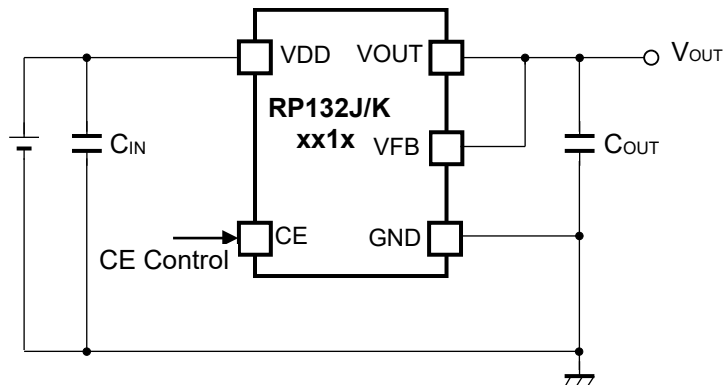 VDD
VOUT
VOUT
RP132J/K
xx1x
CIN
VFB
COUT
CE
GND
CE Control